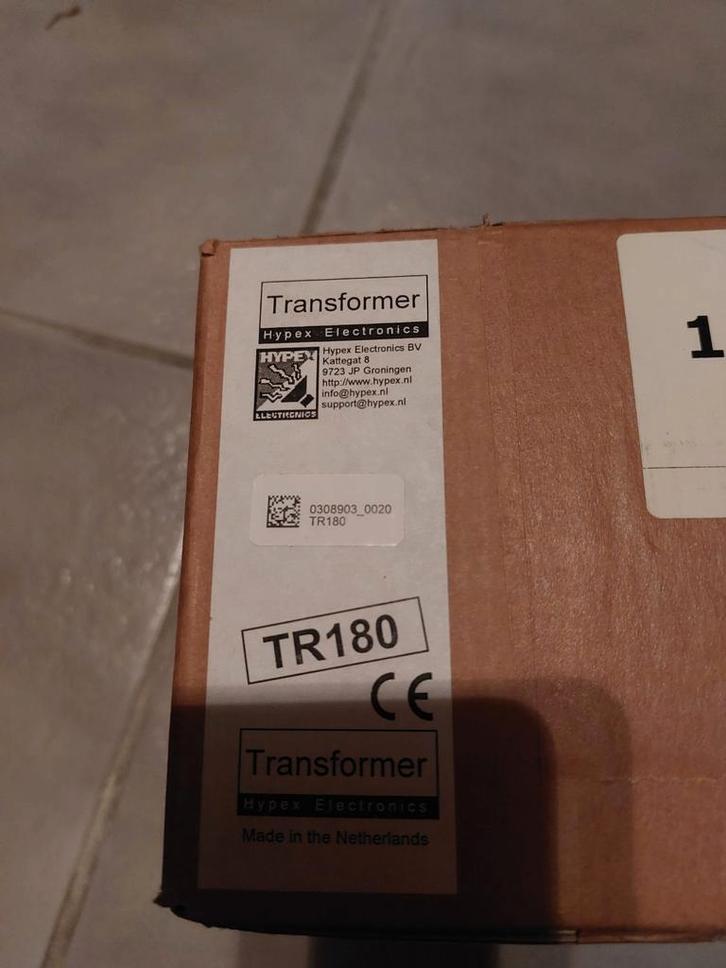 Transformer
Hypex Electronics
HYPEX
ELECTRONICS
Hypex Electronics BV
Kattegat 8
9723 JP Groningen
http://www.hypex.nl
info@hypex.nl
support@hypex.nl
0308903_0020
TR180
TR180
CE
Transformer
Hypex Electronics
Made in the Netherlands
1